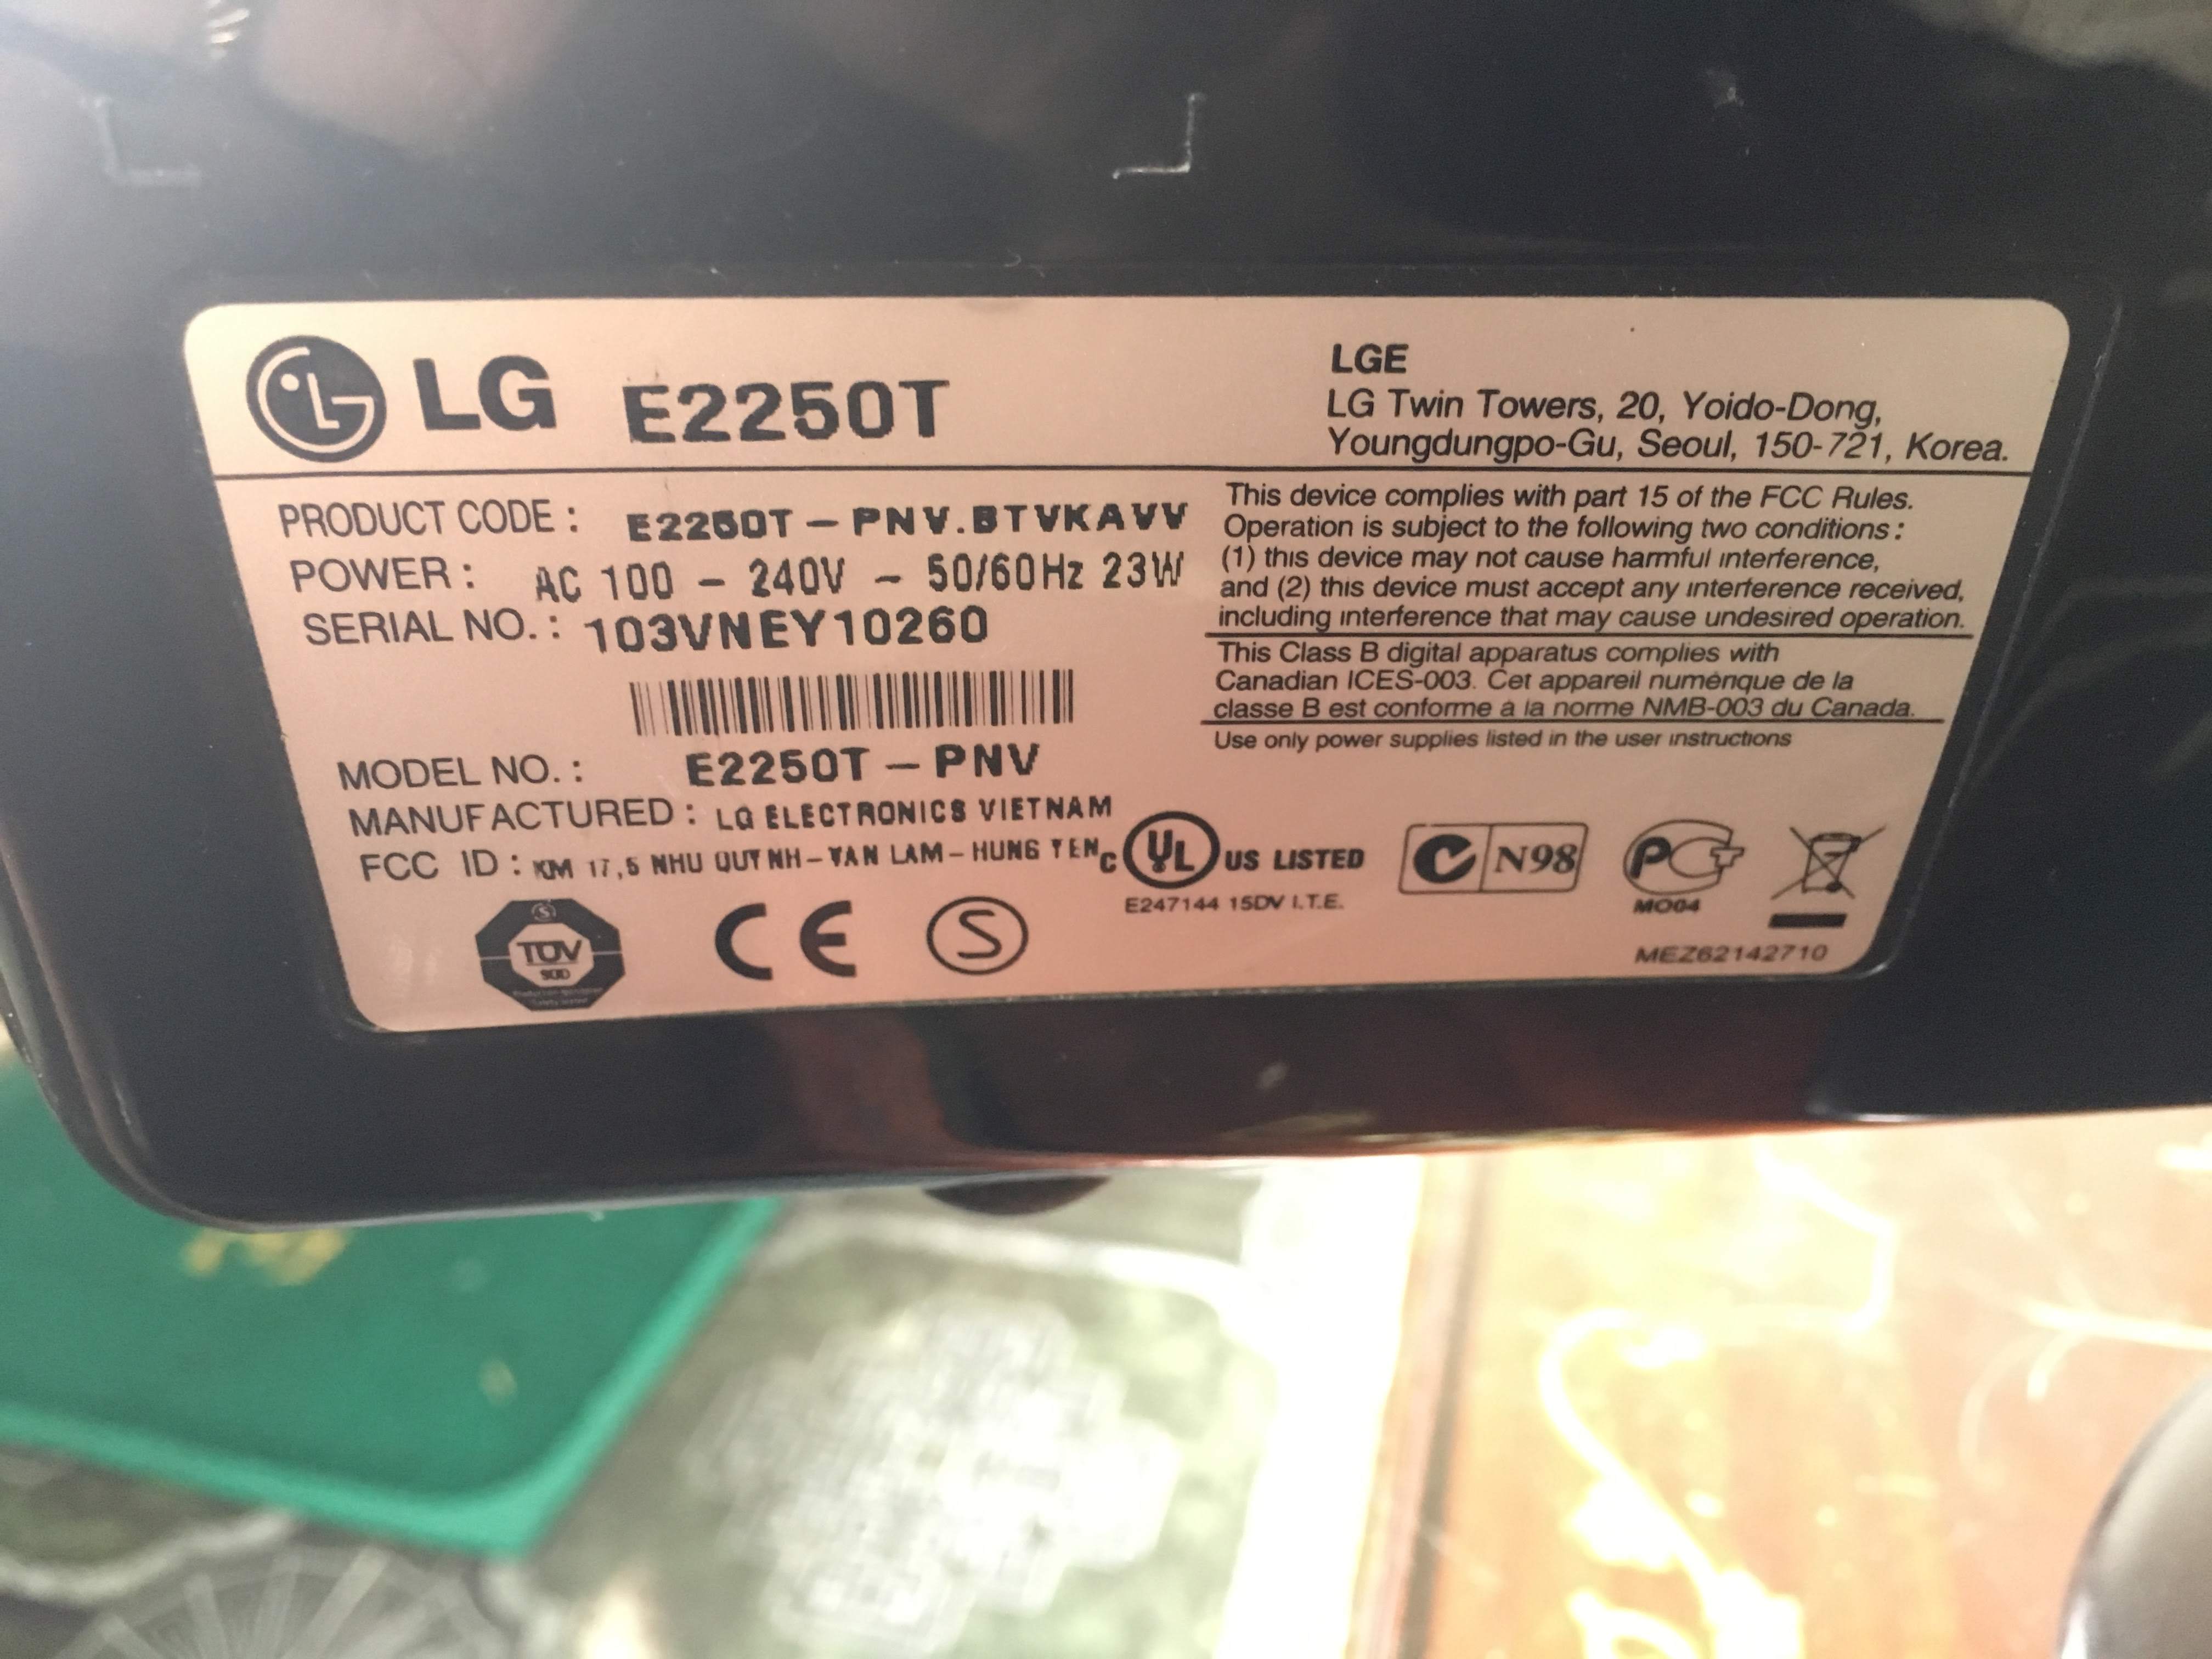 LG E2250T
LGE
LG Twin Towers, 20, Yoido-Dong,
Youngdungpo-Gu, Seoul, 150-721, Korea.
PRODUCT CODE : E2250T-PNV.BTVKAVV
POWER : AC 100 - 240V ~ 50/60Hz 23W
SERIAL NO. : 103VNEY10260
MODEL NO. : E2250T-PNV
MANUFACTURED : LG ELECTRONICS VIETNAM
FCC ID : KM 17,5 NHU QUYNH-VAN LAM-HUNG YEN
This device complies with part 15 of the FCC Rules.
Operation is subject to the following two conditions :
(1) this device may not cause harmful interference,
and (2) this device must accept any interference received,
including interference that may cause undesired operation.
This Class B digital apparatus complies with
Canadian ICES-003. Cet appareil numérique de la
classe B est conforme à la norme NMB-003 du Canada.
Use only power supplies listed in the user instructions
C UL US LISTED
E247144 15DV I.T.E.
N98
PCT
MO04
MEZ62142710
S
TUV
SUD
CE
S